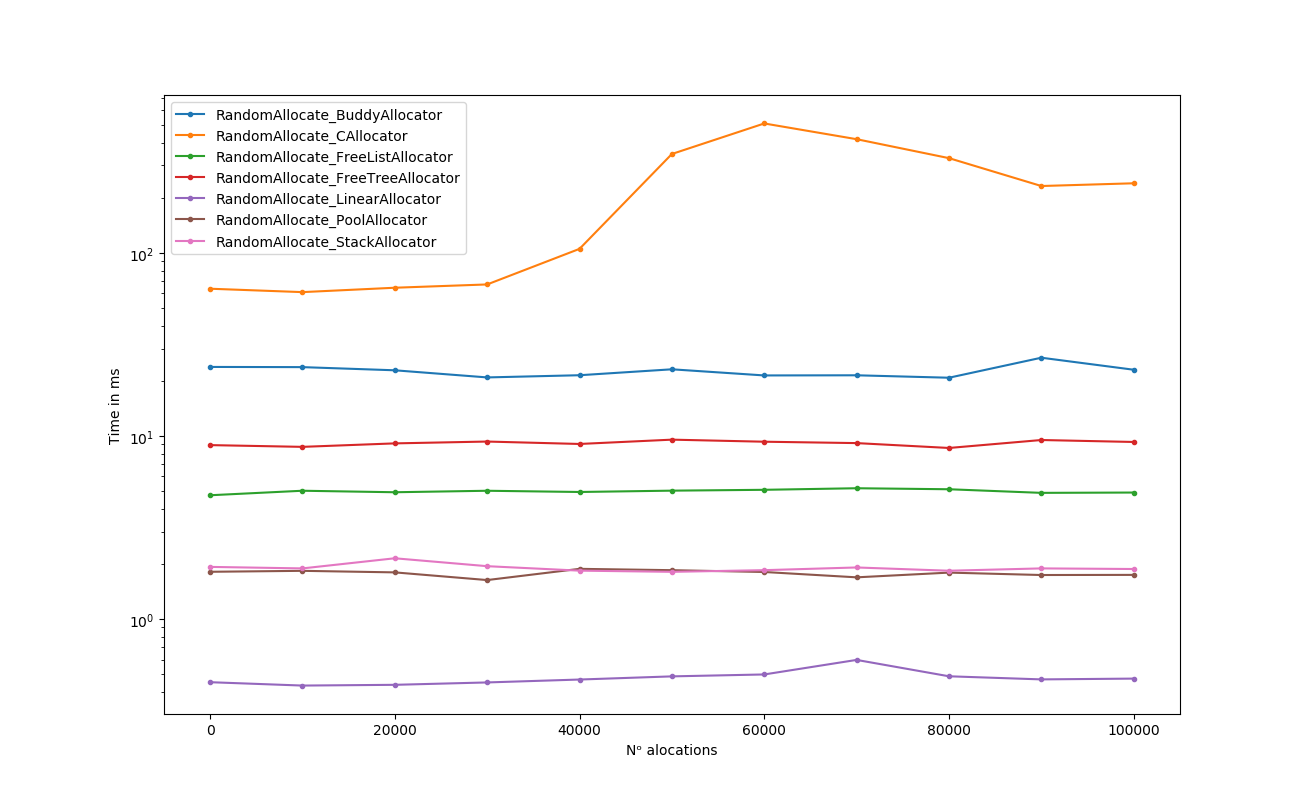 RandomAllocate_BuddyAllocator
RandomAllocate_CAllocator
RandomAllocate_FreeListAllocator
RandomAllocate_FreeTreeAllocator
RandomAllocate_LinearAllocator
RandomAllocate_PoolAllocator
RandomAllocate_StackAllocator
Time in ms
10²
10¹
10⁰
0 20000 40000 60000 80000 100000
Nᵒ alocations